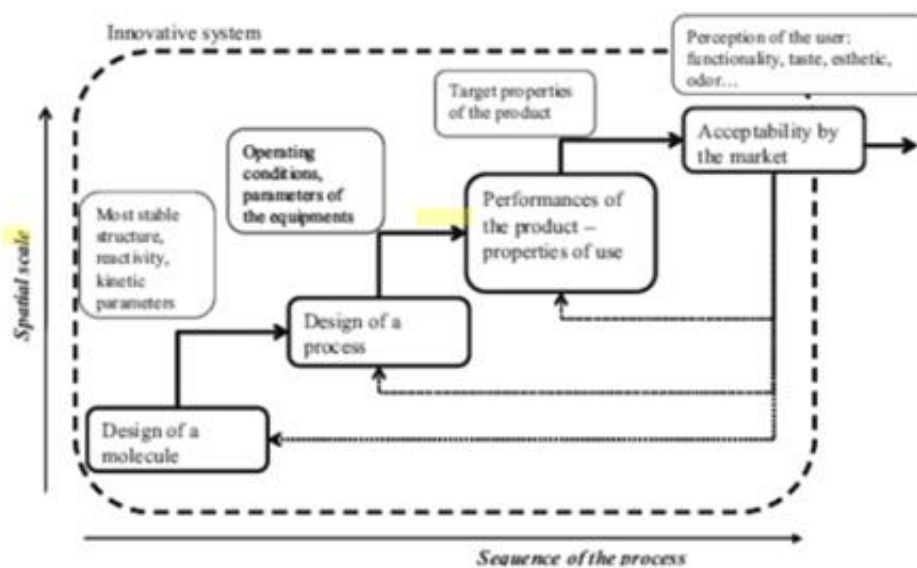 Innovative system
Perception of the user:
functionality, taste, esthetic,
odor...
Target properties
of the product
Acceptability by
the market
Operating
conditions,
parameters of
the equipments
Performances of
the product –
properties of use
Most stable
structure,
reactivity,
kinetic
parameters
Spatial scale
Design of a
process
Design of a
molecule
Sequence of the process